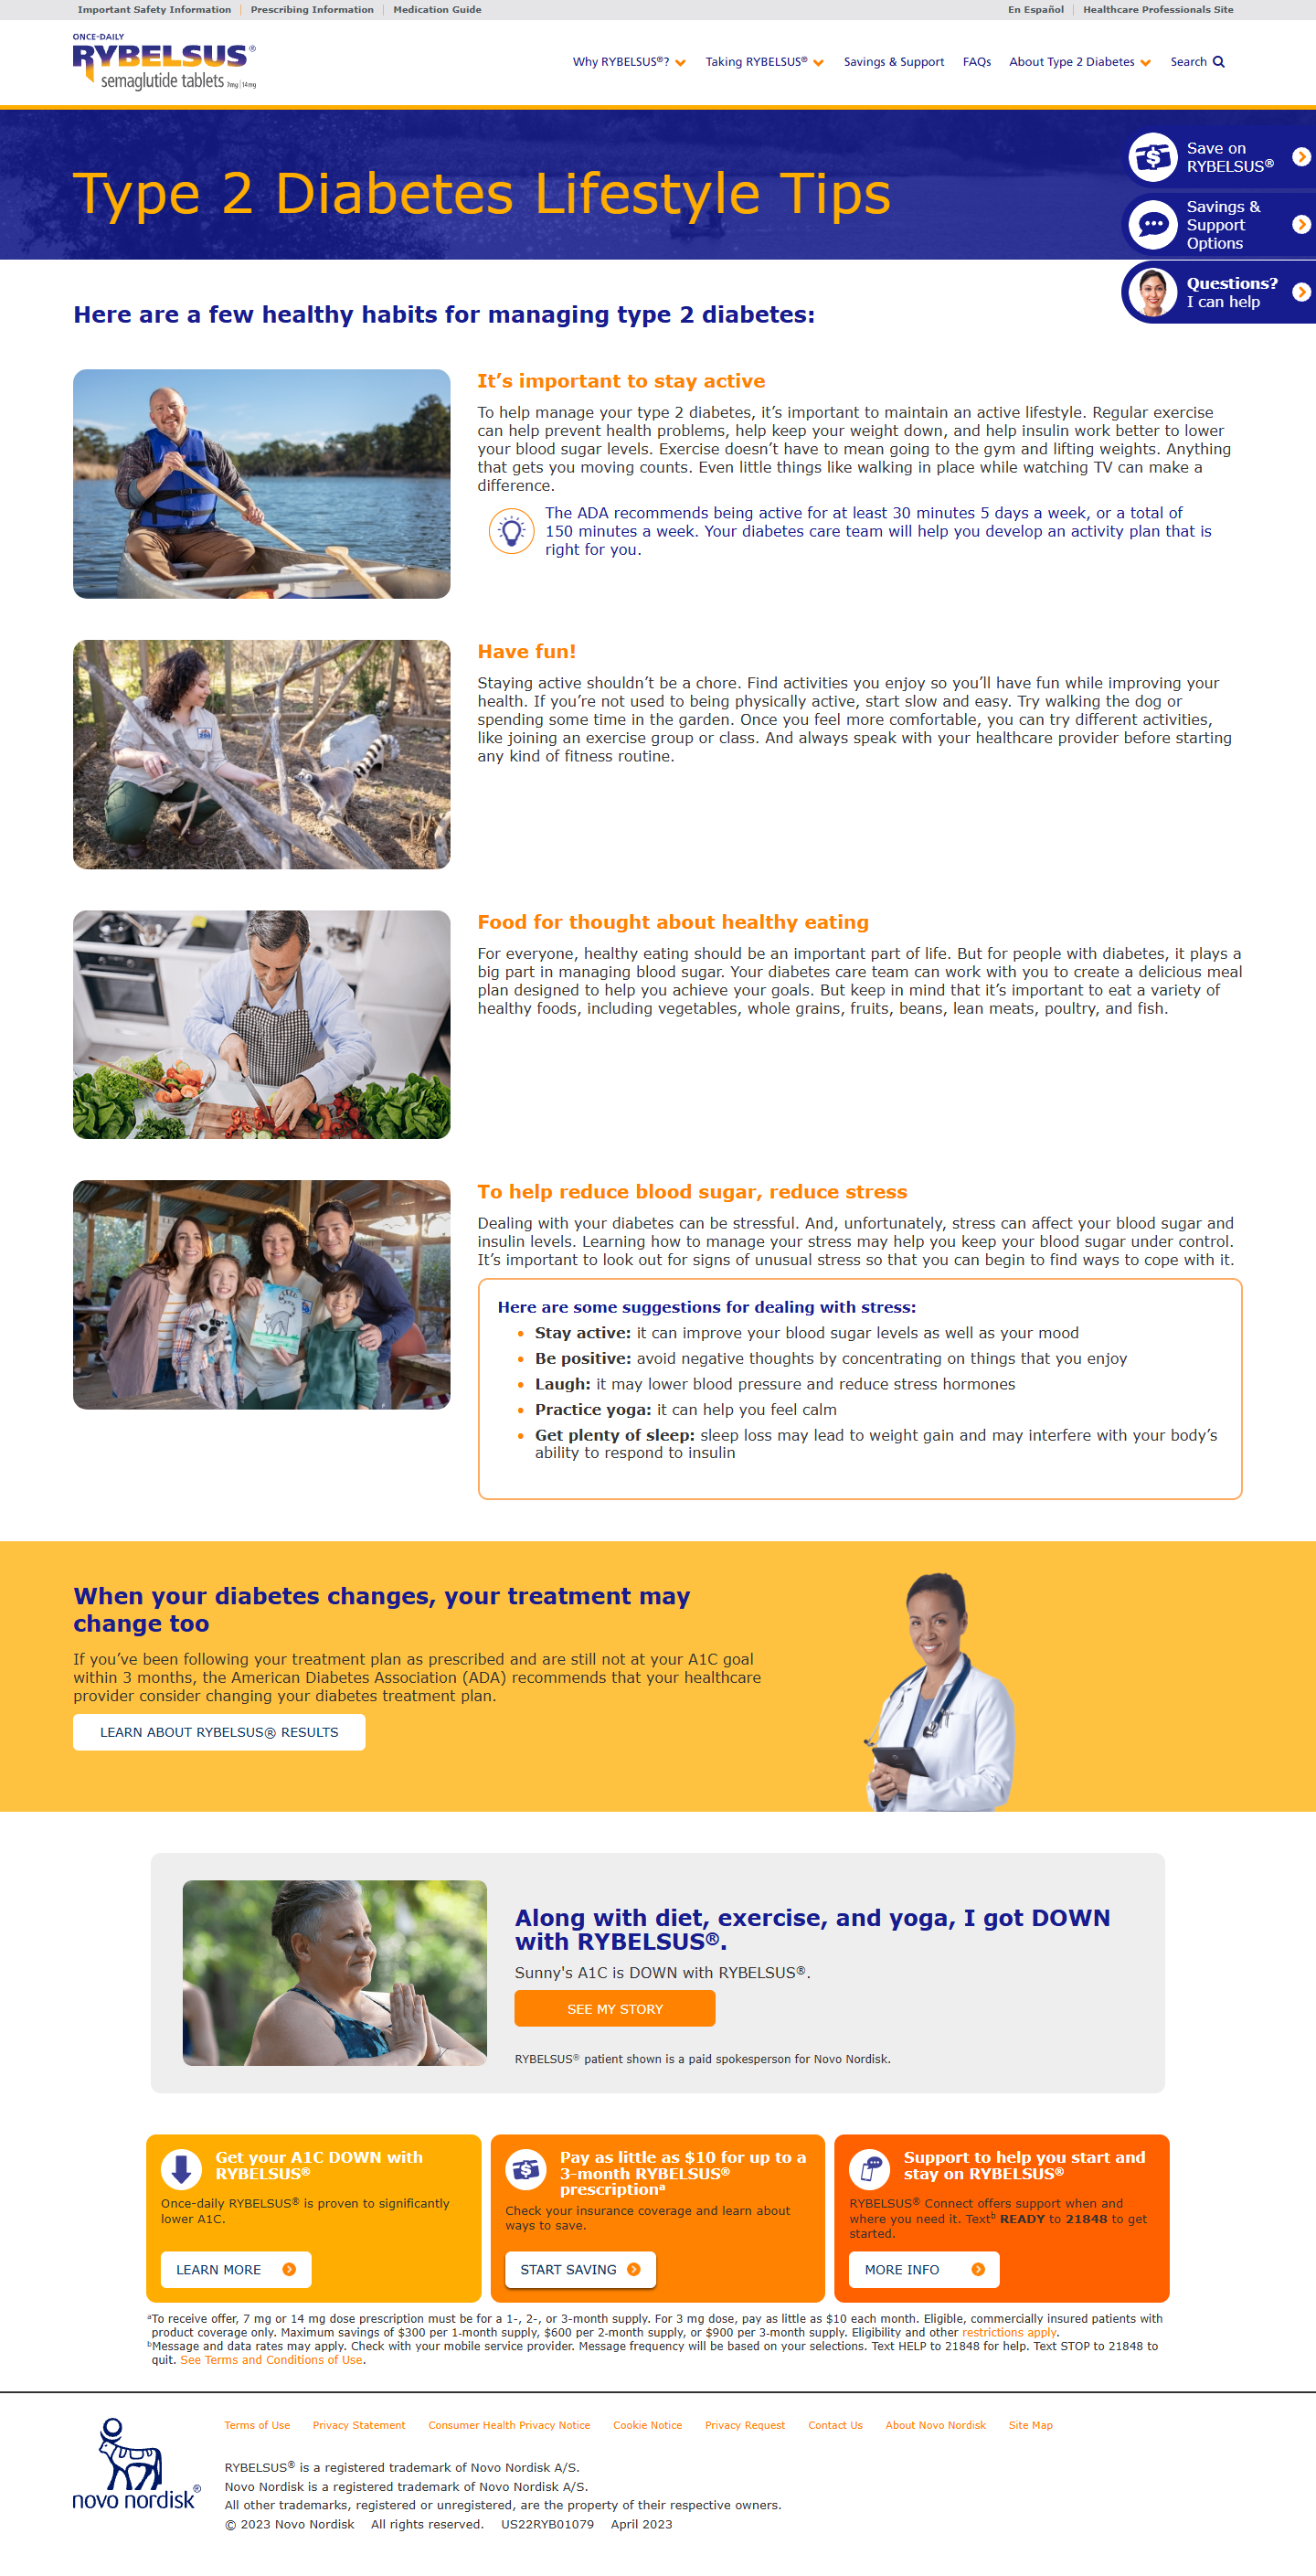 Important Safety Information | Prescribing Information | Medication Guide
En Español | Healthcare Professionals Site
ONCE-DAILY
RYBELSUS®
semaglutide tablets 7mg|14mg
Why RYBELSUS®? Taking RYBELSUS® Savings & Support FAQs About Type 2 Diabetes Search
Type 2 Diabetes Lifestyle Tips
Save on
RYBELSUS®
Savings &
Support
Options
Questions?
I can help
Here are a few healthy habits for managing type 2 diabetes:
It’s important to stay active
To help manage your type 2 diabetes, it’s important to maintain an active lifestyle. Regular exercise
can help prevent health problems, help keep your weight down, and help insulin work better to lower
your blood sugar levels. Exercise doesn’t have to mean going to the gym and lifting weights. Anything
that gets you moving counts. Even little things like walking in place while watching TV can make a
difference.
The ADA recommends being active for at least 30 minutes 5 days a week, or a total of
150 minutes a week. Your diabetes care team will help you develop an activity plan that is
right for you.
Have fun!
Staying active shouldn’t be a chore. Find activities you enjoy so you’ll have fun while improving your
health. If you’re not used to being physically active, start slow and easy. Try walking the dog or
spending some time in the garden. Once you feel more comfortable, you can try different activities,
like joining an exercise group or class. And always speak with your healthcare provider before starting
any kind of fitness routine.
Food for thought about healthy eating
For everyone, healthy eating should be an important part of life. But for people with diabetes, it plays a
big part in managing blood sugar. Your diabetes care team can work with you to create a delicious meal
plan designed to help you achieve your goals. But keep in mind that it’s important to eat a variety of
healthy foods, including vegetables, whole grains, fruits, beans, lean meats, poultry, and fish.
To help reduce blood sugar, reduce stress
Dealing with your diabetes can be stressful. And, unfortunately, stress can affect your blood sugar and
insulin levels. Learning how to manage your stress may help you keep your blood sugar under control.
It’s important to look out for signs of unusual stress so that you can begin to find ways to cope with it.
Here are some suggestions for dealing with stress:
• Stay active: it can improve your blood sugar levels as well as your mood
• Be positive: avoid negative thoughts by concentrating on things that you enjoy
• Laugh: it may lower blood pressure and reduce stress hormones
• Practice yoga: it can help you feel calm
• Get plenty of sleep: sleep loss may lead to weight gain and may interfere with your body’s
ability to respond to insulin
When your diabetes changes, your treatment may
change too
If you’ve been following your treatment plan as prescribed and are still not at your A1C goal
within 3 months, the American Diabetes Association (ADA) recommends that your healthcare
provider consider changing your diabetes treatment plan.
LEARN ABOUT RYBELSUS® RESULTS
Along with diet, exercise, and yoga, I got DOWN
with RYBELSUS®.
Sunny's A1C is DOWN with RYBELSUS®.
SEE MY STORY
RYBELSUS® patient shown is a paid spokesperson for Novo Nordisk.
Get your A1C DOWN with
RYBELSUS®
Once-daily RYBELSUS® is proven to significantly
lower A1C.
LEARN MORE
Pay as little as $10 for up to a
3-month RYBELSUS®
prescriptionᵃ
Check your insurance coverage and learn about
ways to save.
START SAVING
Support to help you start and
stay on RYBELSUS®
RYBELSUS® Connect offers support when and
where you need it. Textᵇ READY to 21848 to get
started.
MORE INFO
ᵃTo receive offer, 7 mg or 14 mg dose prescription must be for a 1-, 2-, or 3-month supply. For 3 mg dose, pay as little as $10 each month. Eligible, commercially insured patients with
product coverage only. Maximum savings of $300 per 1-month supply, $600 per 2-month supply, or $900 per 3-month supply. Eligibility and other restrictions apply.
ᵇMessage and data rates may apply. Check with your mobile service provider. Message frequency will be based on your selections. Text HELP to 21848 for help. Text STOP to 21848 to
quit. See Terms and Conditions of Use.
Terms of Use Privacy Statement Consumer Health Privacy Notice Cookie Notice Privacy Request Contact Us About Novo Nordisk Site Map
novo nordisk®
RYBELSUS® is a registered trademark of Novo Nordisk A/S.
Novo Nordisk is a registered trademark of Novo Nordisk A/S.
All other trademarks, registered or unregistered, are the property of their respective owners.
© 2023 Novo Nordisk All rights reserved. US22RYB01079 April 2023